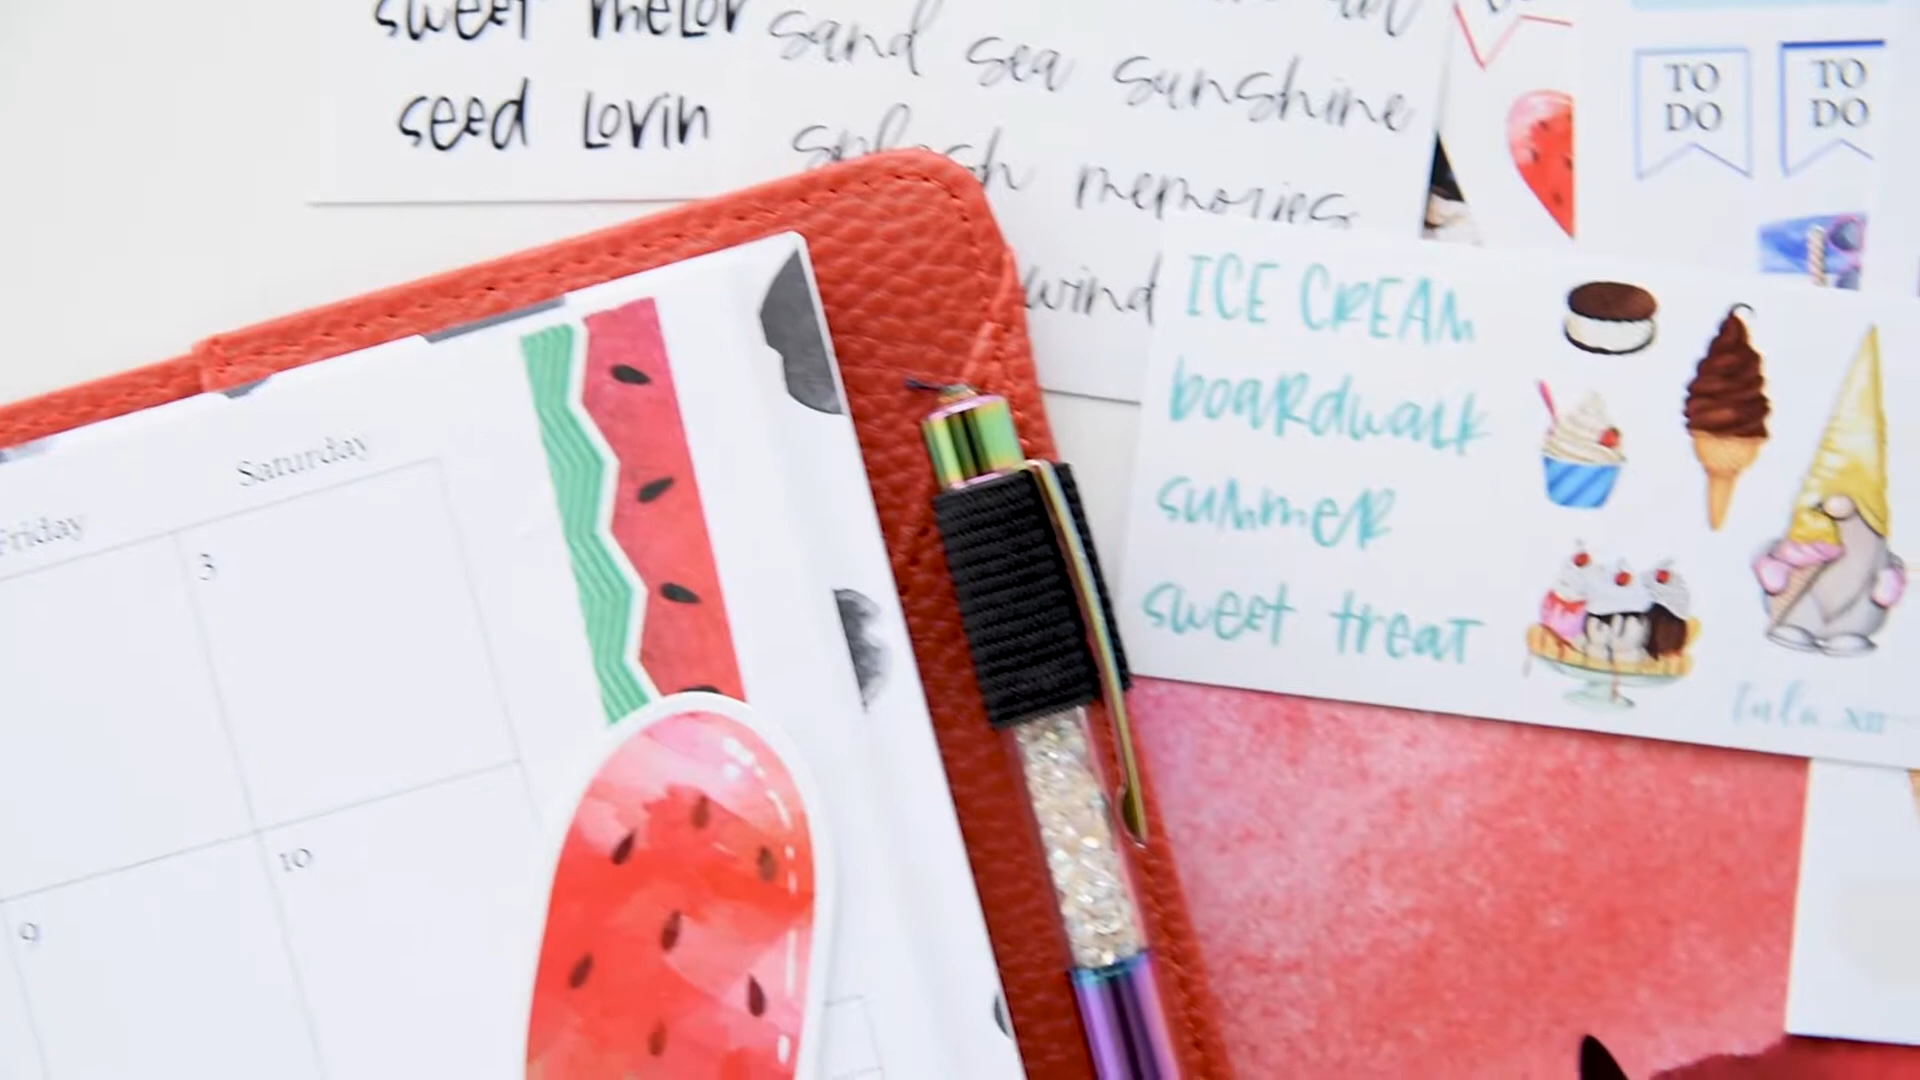 sweet melon
seed lovin
sand sea sunshine
splash memories
wind
TO
DO
TO
DO
ICE CREAM
boardwalk
summer
sweet treat
Saturday
Friday
3
10
9